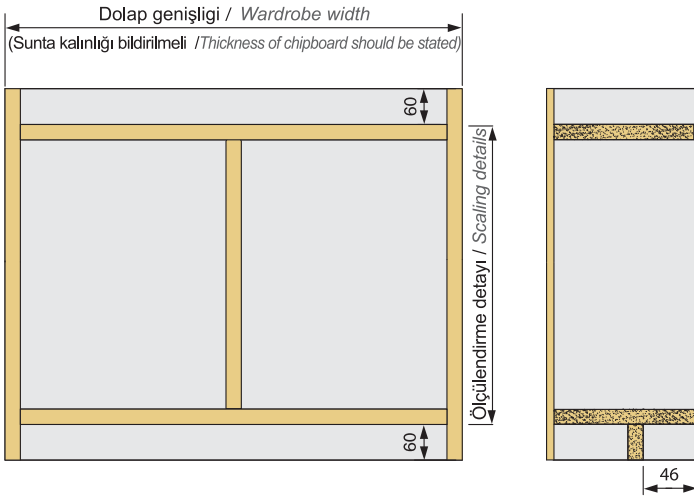 Dolap genişligi / Wardrobe width
(Sunta kalınlığı bildirilmeli /Thickness of chipboard should be stated)
60
Ölçülendirme detayı / Scaling details
60
46